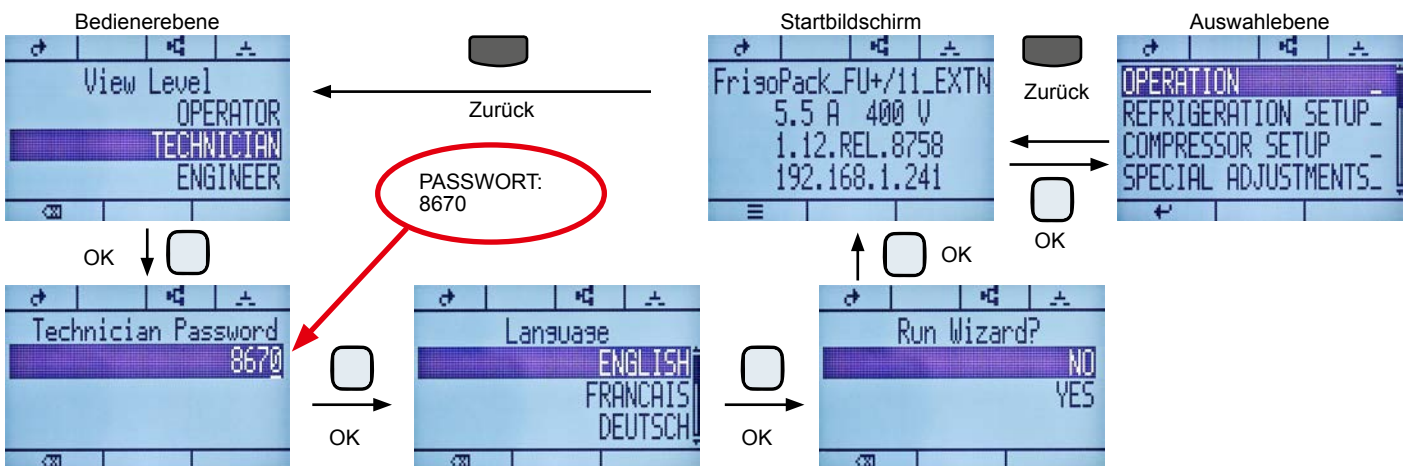 Bedienerebene
View Level
OPERATOR
TECHNICIAN
ENGINEER
Zurück
Startbildschirm
FrigoPack_FU+/11_EXTN
5.5 A 400 V
1.12.REL.8758
192.168.1.241
Zurück
OK
Auswahlebene
OPERATION _
REFRIGERATION SETUP_
COMPRESSOR SETUP _
SPECIAL ADJUSTMENTS_
PASSWORT:
8670
OK
OK
Technician Password
8670
OK
Language
ENGLISH
FRANCAIS
DEUTSCH
OK
Run Wizard?
NO
YES